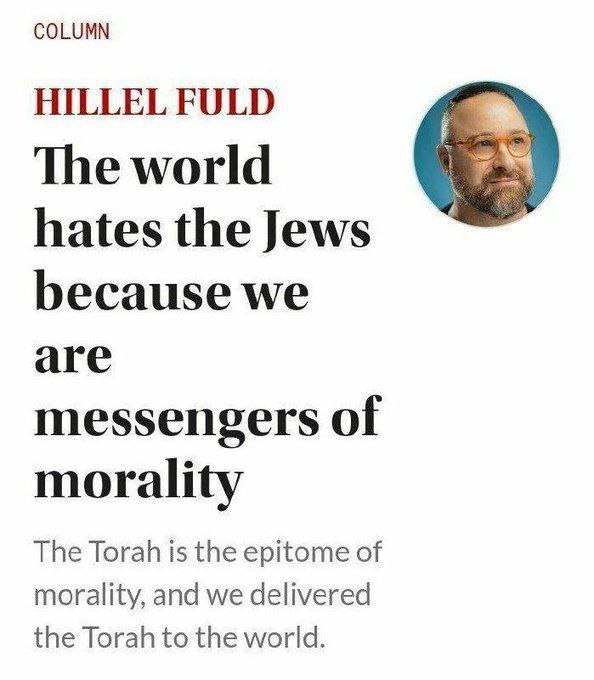 COLUMN
HILLEL FULD
The world
hates the Jews
because we
are
messengers of
morality
The Torah is the epitome of
morality, and we delivered
the Torah to the world.